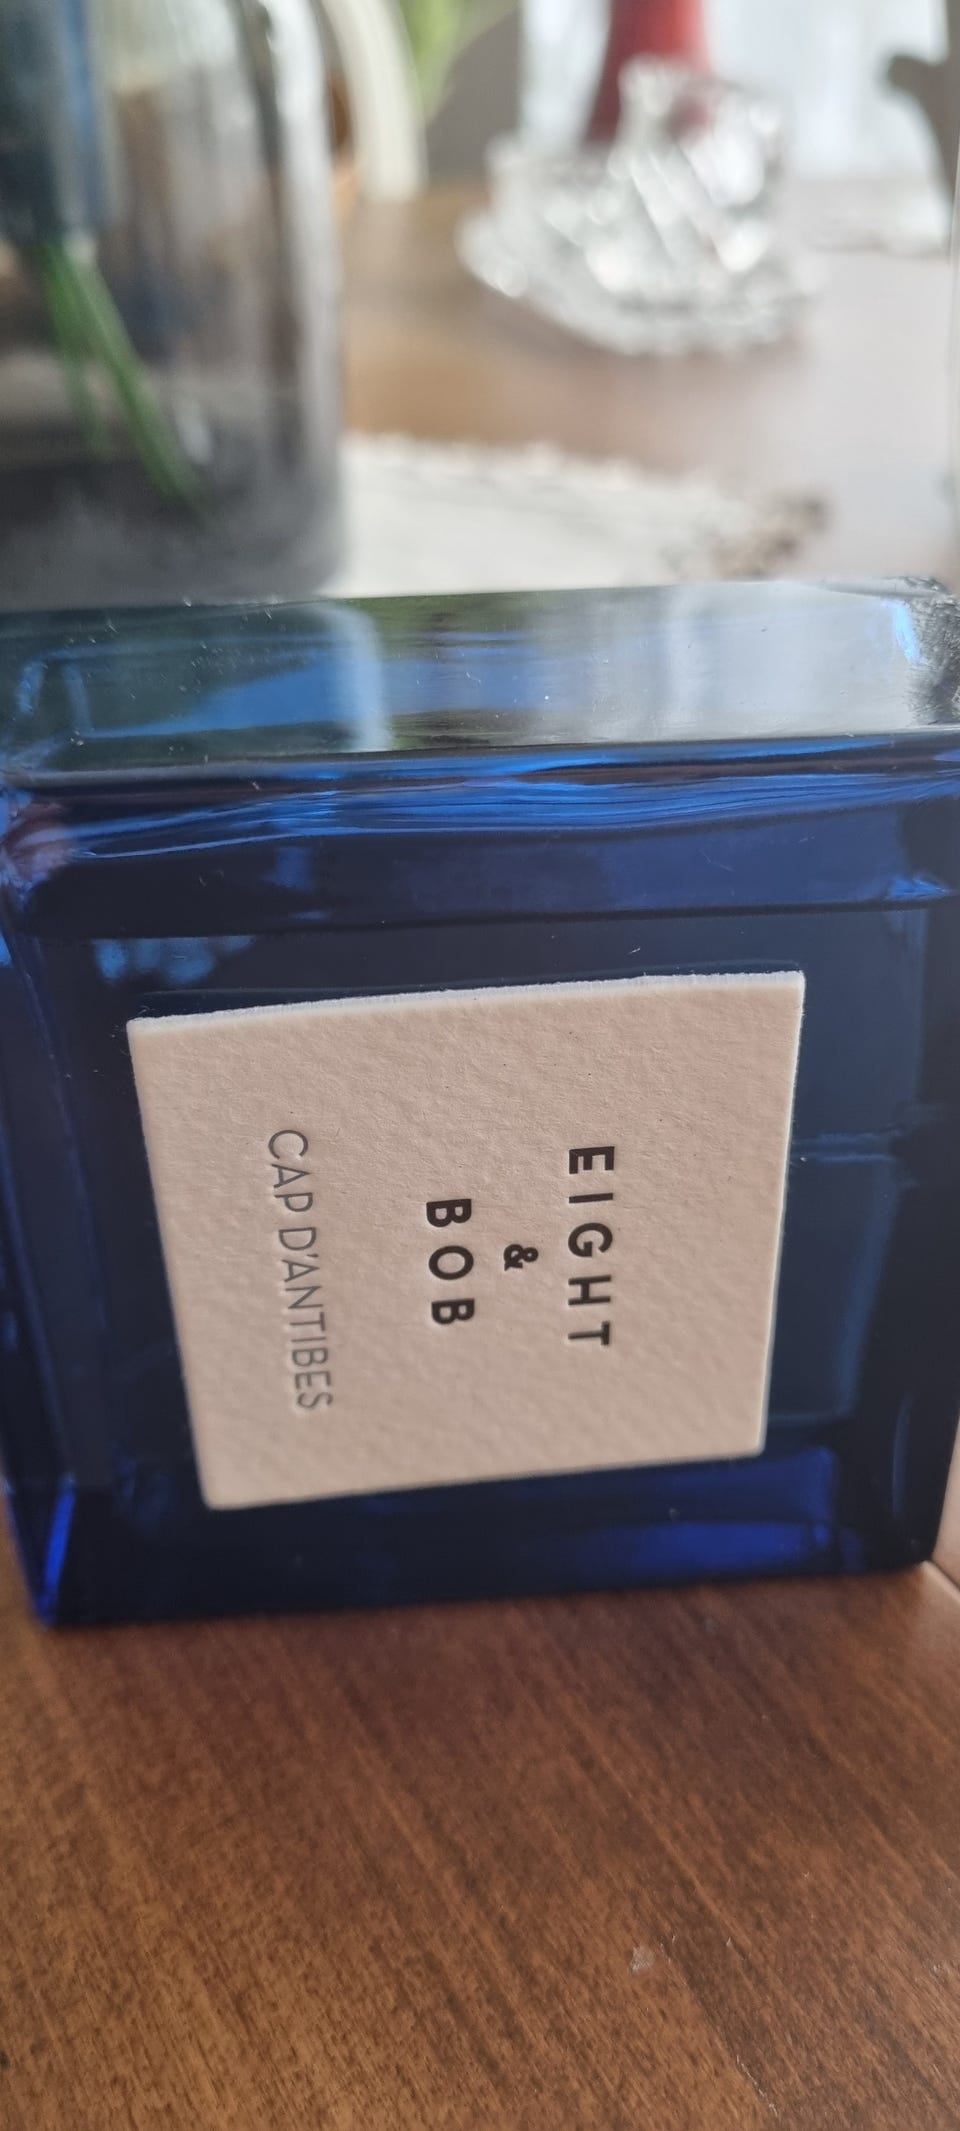 EIGHT
&
BOB
CAP D'ANTIBES